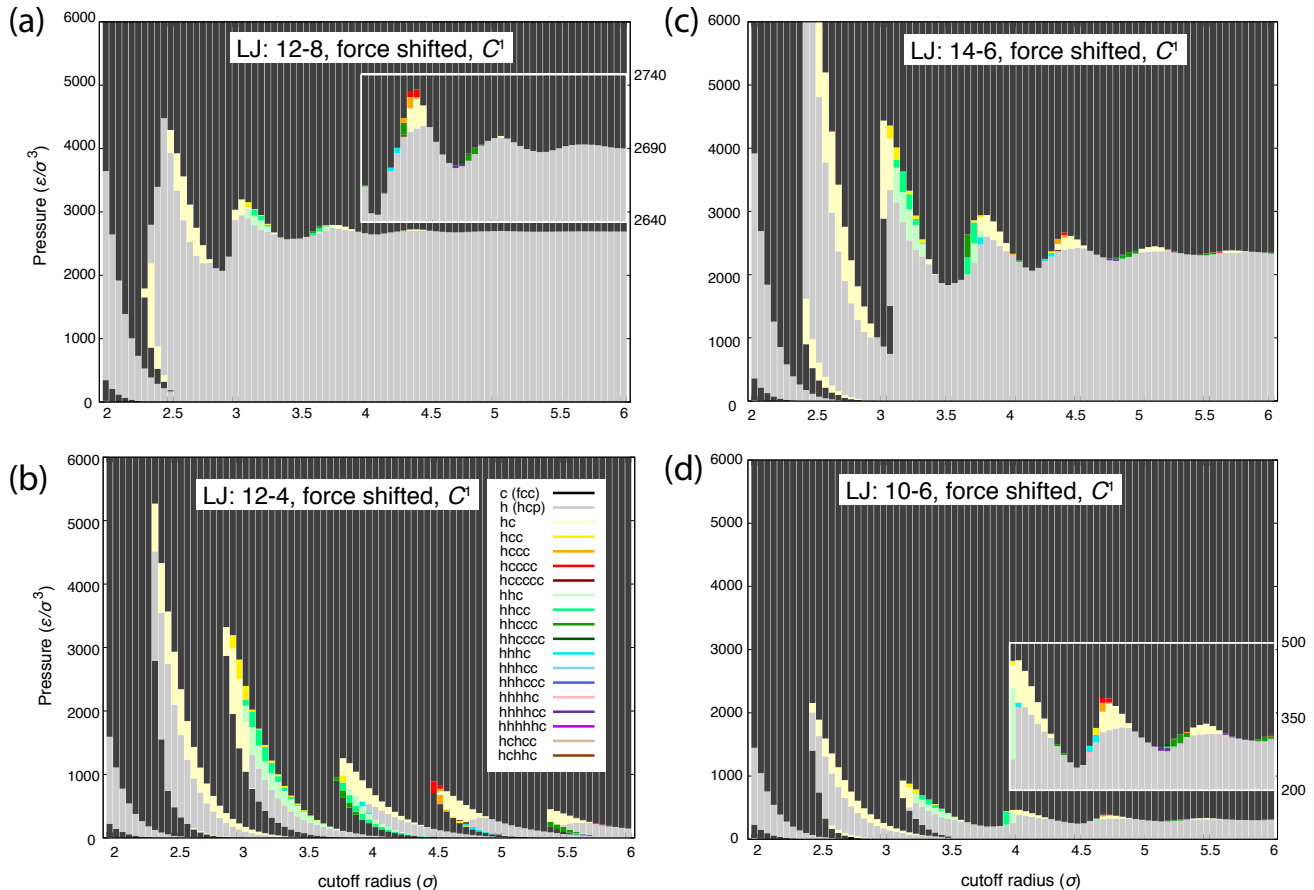 (a)
LJ: 12-8, force shifted, C¹
6000
5000
4000
3000
2000
1000
0
Pressure (ε/σ³)
2740
2690
2640
2 2.5 3 3.5 4 4.5 5 5.5 6
(c)
LJ: 14-6, force shifted, C¹
6000
5000
4000
3000
2000
1000
0
2 2.5 3 3.5 4 4.5 5 5.5 6
(b)
LJ: 12-4, force shifted, C¹
6000
5000
4000
3000
2000
1000
0
Pressure (ε/σ³)
c (fcc)
h (hcp)
hc
hcc
hccc
hcccc
hccccc
hhc
hhcc
hhccc
hhcccc
hhhc
hhhcc
hhhccc
hhhhc
hhhhcc
hhhhhc
hchcc
hchhc
2 2.5 3 3.5 4 4.5 5 5.5 6
cutoff radius (σ)
(d)
LJ: 10-6, force shifted, C¹
6000
5000
4000
3000
2000
1000
0
500
350
200
2 2.5 3 3.5 4 4.5 5 5.5 6
cutoff radius (σ)